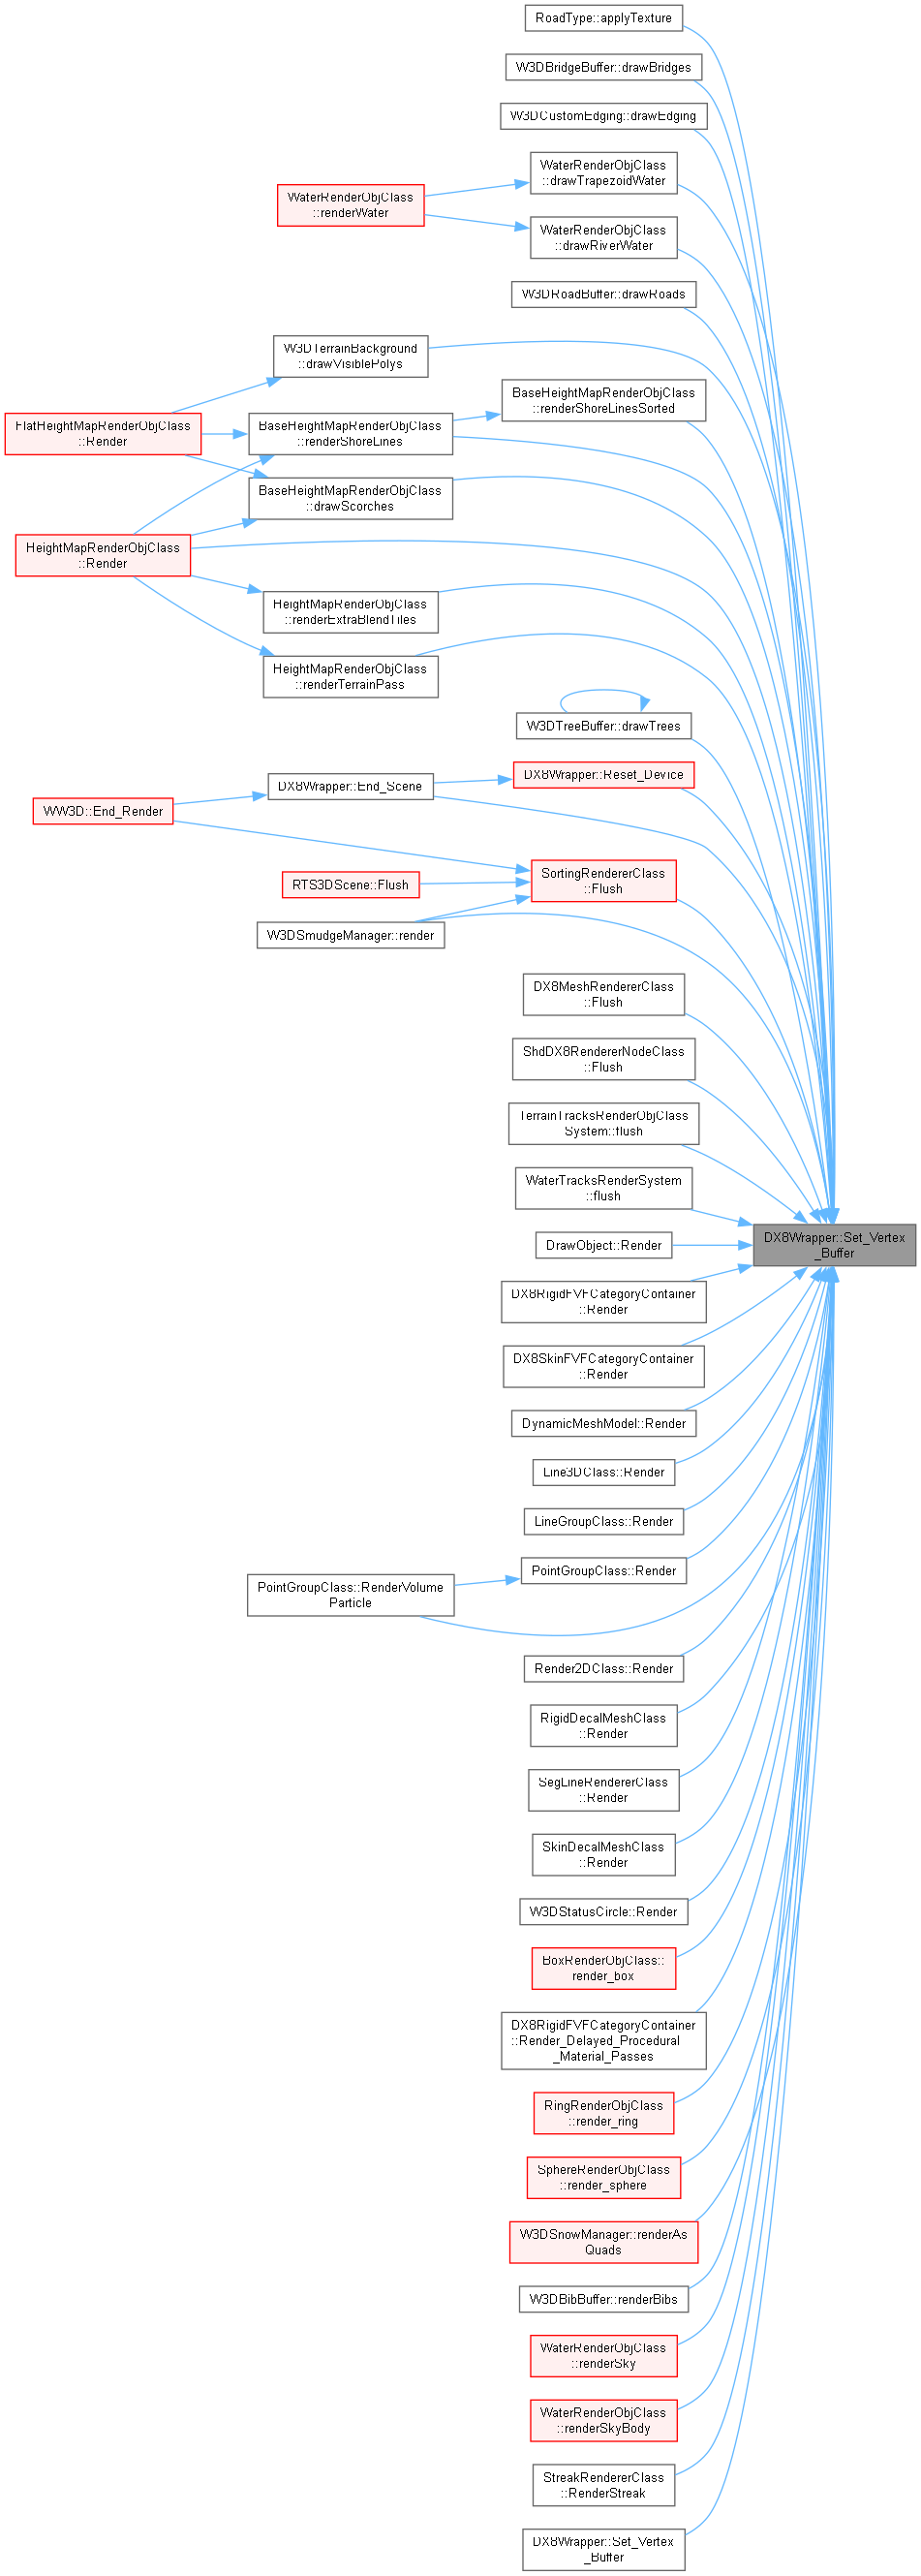 RoadType::applyTexture
W3DBridgeBuffer::drawBridges
W3DCustomEdging::drawEdging
WaterRenderObjClass
::drawTrapezoidWater
WaterRenderObjClass
::renderWater
WaterRenderObjClass
::drawRiverWater
W3DRoadBuffer::drawRoads
W3DTerrainBackground
::drawVisiblePolys
BaseHeightMapRenderObjClass
::renderShoreLinesSorted
FlatHeightMapRenderObjClass
::Render
BaseHeightMapRenderObjClass
::renderShoreLines
BaseHeightMapRenderObjClass
::drawScorches
HeightMapRenderObjClass
::Render
HeightMapRenderObjClass
::renderExtraBlendTiles
HeightMapRenderObjClass
::renderTerrainPass
W3DTreeBuffer::drawTrees
DX8Wrapper::Reset_Device
DX8Wrapper::End_Scene
WW3D::End_Render
SortingRendererClass
::Flush
RTS3DScene::Flush
W3DSmudgeManager::render
DX8MeshRendererClass
::Flush
ShdDX8RendererNodeClass
::Flush
TerrainTracksRenderObjClass
System::flush
WaterTracksRenderSystem
::flush
DX8Wrapper::Set_Vertex
_Buffer
DrawObject::Render
DX8RigidFVFCategoryContainer
::Render
DX8SkinFVFCategoryContainer
::Render
DynamicMeshModel::Render
Line3DClass::Render
LineGroupClass::Render
PointGroupClass::Render
PointGroupClass::RenderVolume
Particle
Render2DClass::Render
RigidDecalMeshClass
::Render
SegLineRendererClass
::Render
SkinDecalMeshClass
::Render
W3DStatusCircle::Render
BoxRenderObjClass::
render_box
DX8RigidFVFCategoryContainer
::Render_Delayed_Procedural
_Material_Passes
RingRenderObjClass
::render_ring
SphereRenderObjClass
::render_sphere
W3DSnowManager::renderAs
Quads
W3DBibBuffer::renderBibs
WaterRenderObjClass
::renderSky
WaterRenderObjClass
::renderSkyBody
StreakRendererClass
::RenderStreak
DX8Wrapper::Set_Vertex
_Buffer